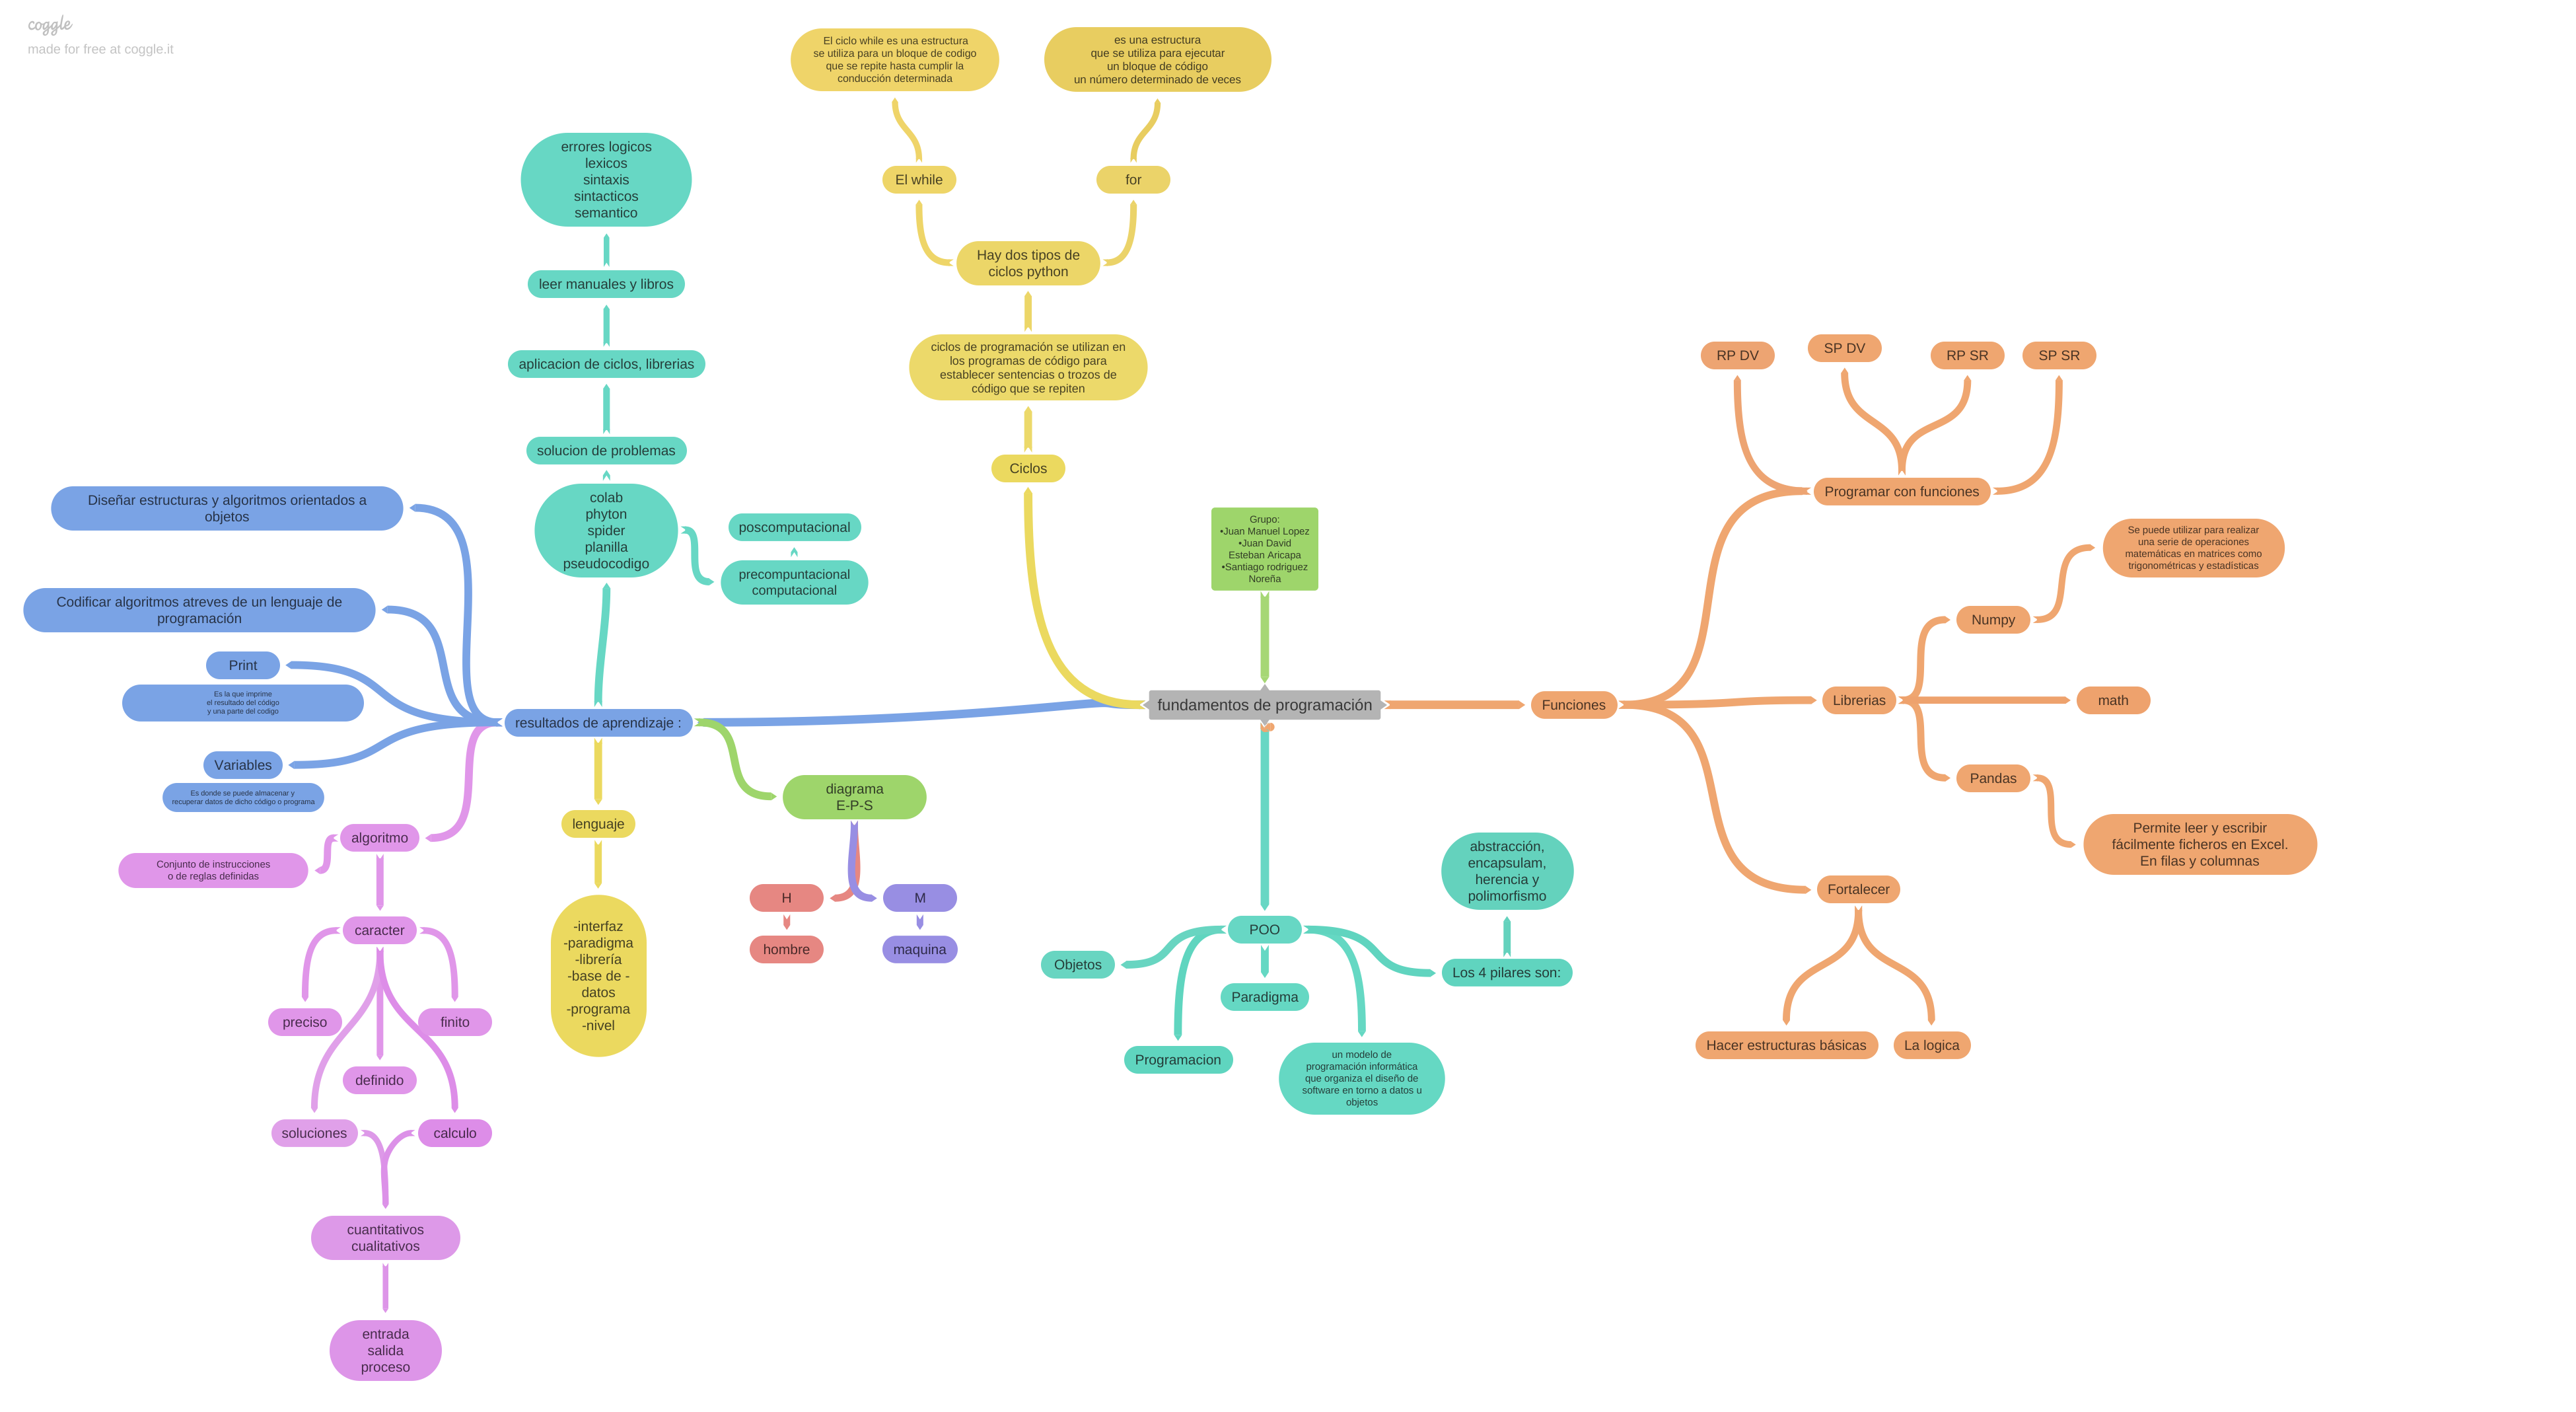 coggle
made for free at coggle.it
El ciclo while es una estructura
se utiliza para un bloque de codigo
que se repite hasta cumplir la
conducción determinada
es una estructura
que se utiliza para ejecutar
un bloque de código
un número determinado de veces
El while
for
Hay dos tipos de
ciclos python
ciclos de programación se utilizan en
los programas de código para
establecer sentencias o trozos de
código que se repiten
Ciclos
errores logicos
lexicos
sintaxis
sintacticos
semantico
leer manuales y libros
aplicacion de ciclos, librerias
solucion de problemas
colab
phyton
spider
planilla
pseudocodigo
poscomputacional
precompuntacional
computacional
Diseñar estructuras y algoritmos orientados a
objetos
Codificar algoritmos atreves de un lenguaje de
programación
Print
Es la que imprime
el resultado del código
y una parte del codigo
Variables
Es donde se puede almacenar y
recuperar datos de dicho código o programa
resultados de aprendizaje :
algoritmo
Conjunto de instrucciones
o de reglas definidas
caracter
preciso
finito
definido
soluciones
calculo
cuantitativos
cualitativos
entrada
salida
proceso
lenguaje
-interfaz
-paradigma
-librería
-base de -
datos
-programa
-nivel
diagrama
E-P-S
H
M
hombre
maquina
Grupo:
•Juan Manuel Lopez
•Juan David
Esteban Aricapa
•Santiago rodriguez
Noreña
fundamentos de programación
POO
Objetos
Paradigma
Programacion
un modelo de
programación informática
que organiza el diseño de
software en torno a datos u
objetos
Los 4 pilares son:
abstracción,
encapsulam,
herencia y
polimorfismo
Funciones
RP DV
SP DV
RP SR
SP SR
Programar con funciones
Librerias
Numpy
Se puede utilizar para realizar
una serie de operaciones
matemáticas en matrices como
trigonométricas y estadísticas
math
Pandas
Permite leer y escribir
fácilmente ficheros en Excel.
En filas y columnas
Fortalecer
Hacer estructuras básicas
La logica